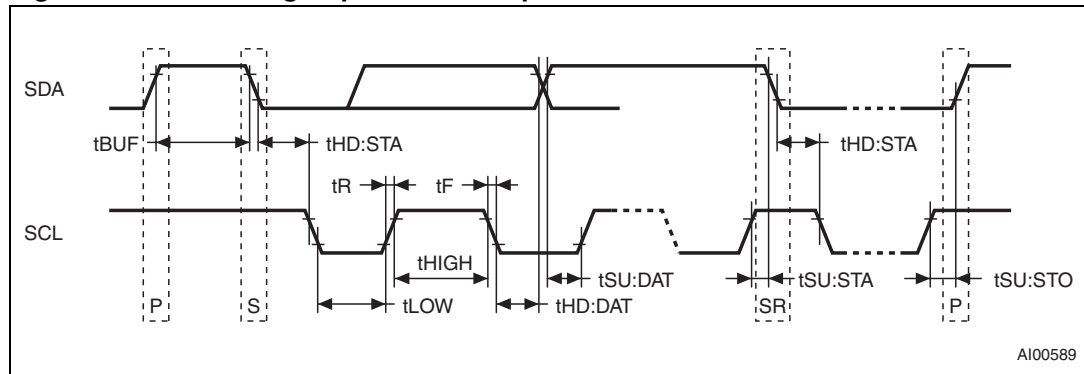 SDA
tBUF
tHD:STA
tHD:STA
tR
tF
SCL
tHIGH
tSU:DAT
tSU:STA
tSU:STO
P
S
tLOW
tHD:DAT
SR
P
AI00589